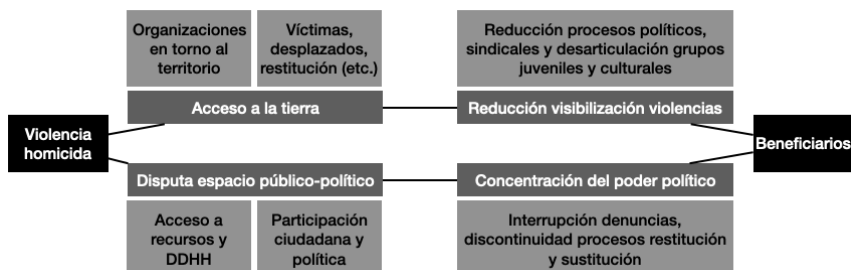 Organizaciones
en torno al
territorio
Víctimas,
desplazados,
restitución (etc.)
Reducción procesos políticos,
sindicales y desarticulación grupos
juveniles y culturales
Acceso a la tierra
Reducción visibilización violencias
Violencia
homicida
Beneficiarios
Disputa espacio público-político
Concentración del poder político
Acceso a
recursos y
DDHH
Participación
ciudadana y
política
Interrupción denuncias,
discontinuidad procesos restitución
y sustitución